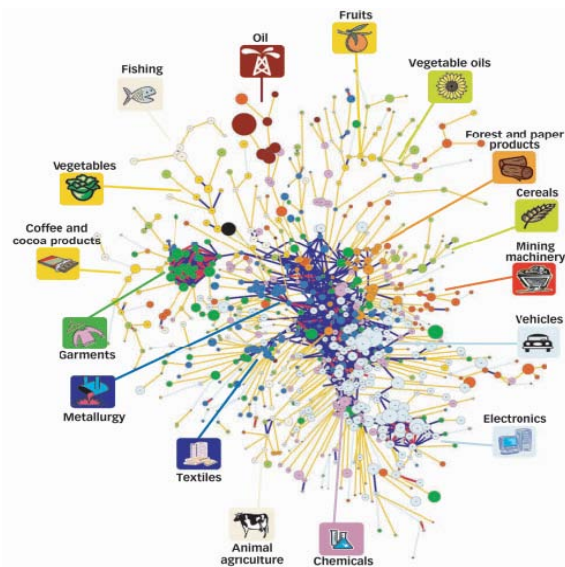 Fruits
Oil
Vegetable oils
Fishing
Forest and paper
products
Vegetables
Cereals
Coffee and
cocoa products
Mining
machinery
Vehicles
Garments
Metallurgy
Electronics
Textiles
Animal
agriculture
Chemicals